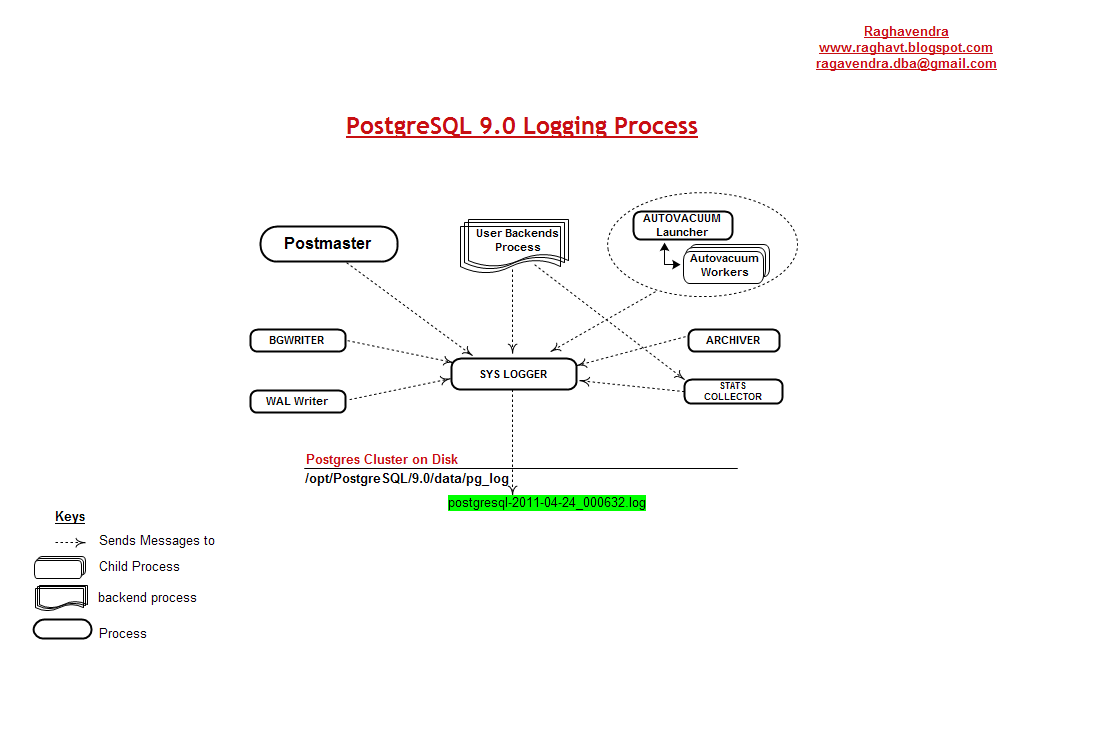 Raghavendra
www.raghavt.blogspot.com
ragavendra.dba@gmail.com
PostgreSQL 9.0 Logging Process
Postmaster
User Backends
Process
AUTOVACUUM
Launcher
Autovacuum
Workers
BGWRITER
ARCHIVER
SYS LOGGER
STATS
COLLECTOR
WAL Writer
Postgres Cluster on Disk
/opt/PostgreSQL/9.0/data/pg_log
postgresql-2011-04-24_000632.log
Keys
Sends Messages to
Child Process
backend process
Process